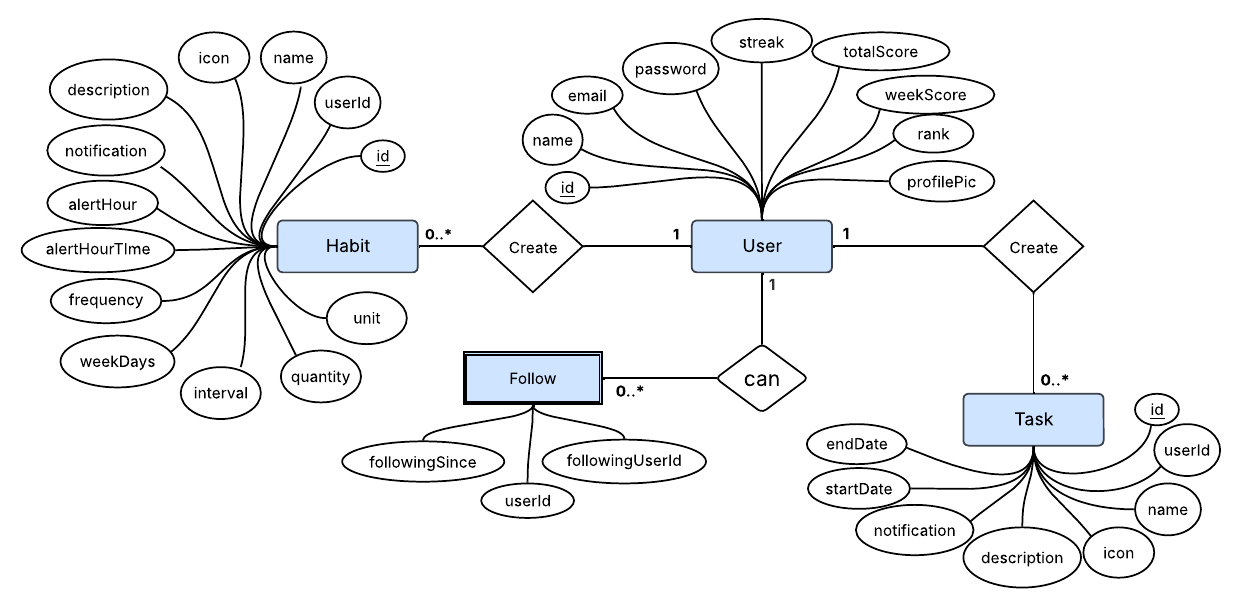 icon
name
description
userId
notification
id
alertHour
alertHourTIme
Habit
frequency
weekDays
interval
quantity
unit
0..*
Create
1
User
streak
totalScore
password
email
weekScore
name
rank
id
profilePic
1
Create
1
can
0..*
Follow
followingSince
userId
followingUserId
0..*
Task
id
endDate
userId
startDate
name
notification
description
icon